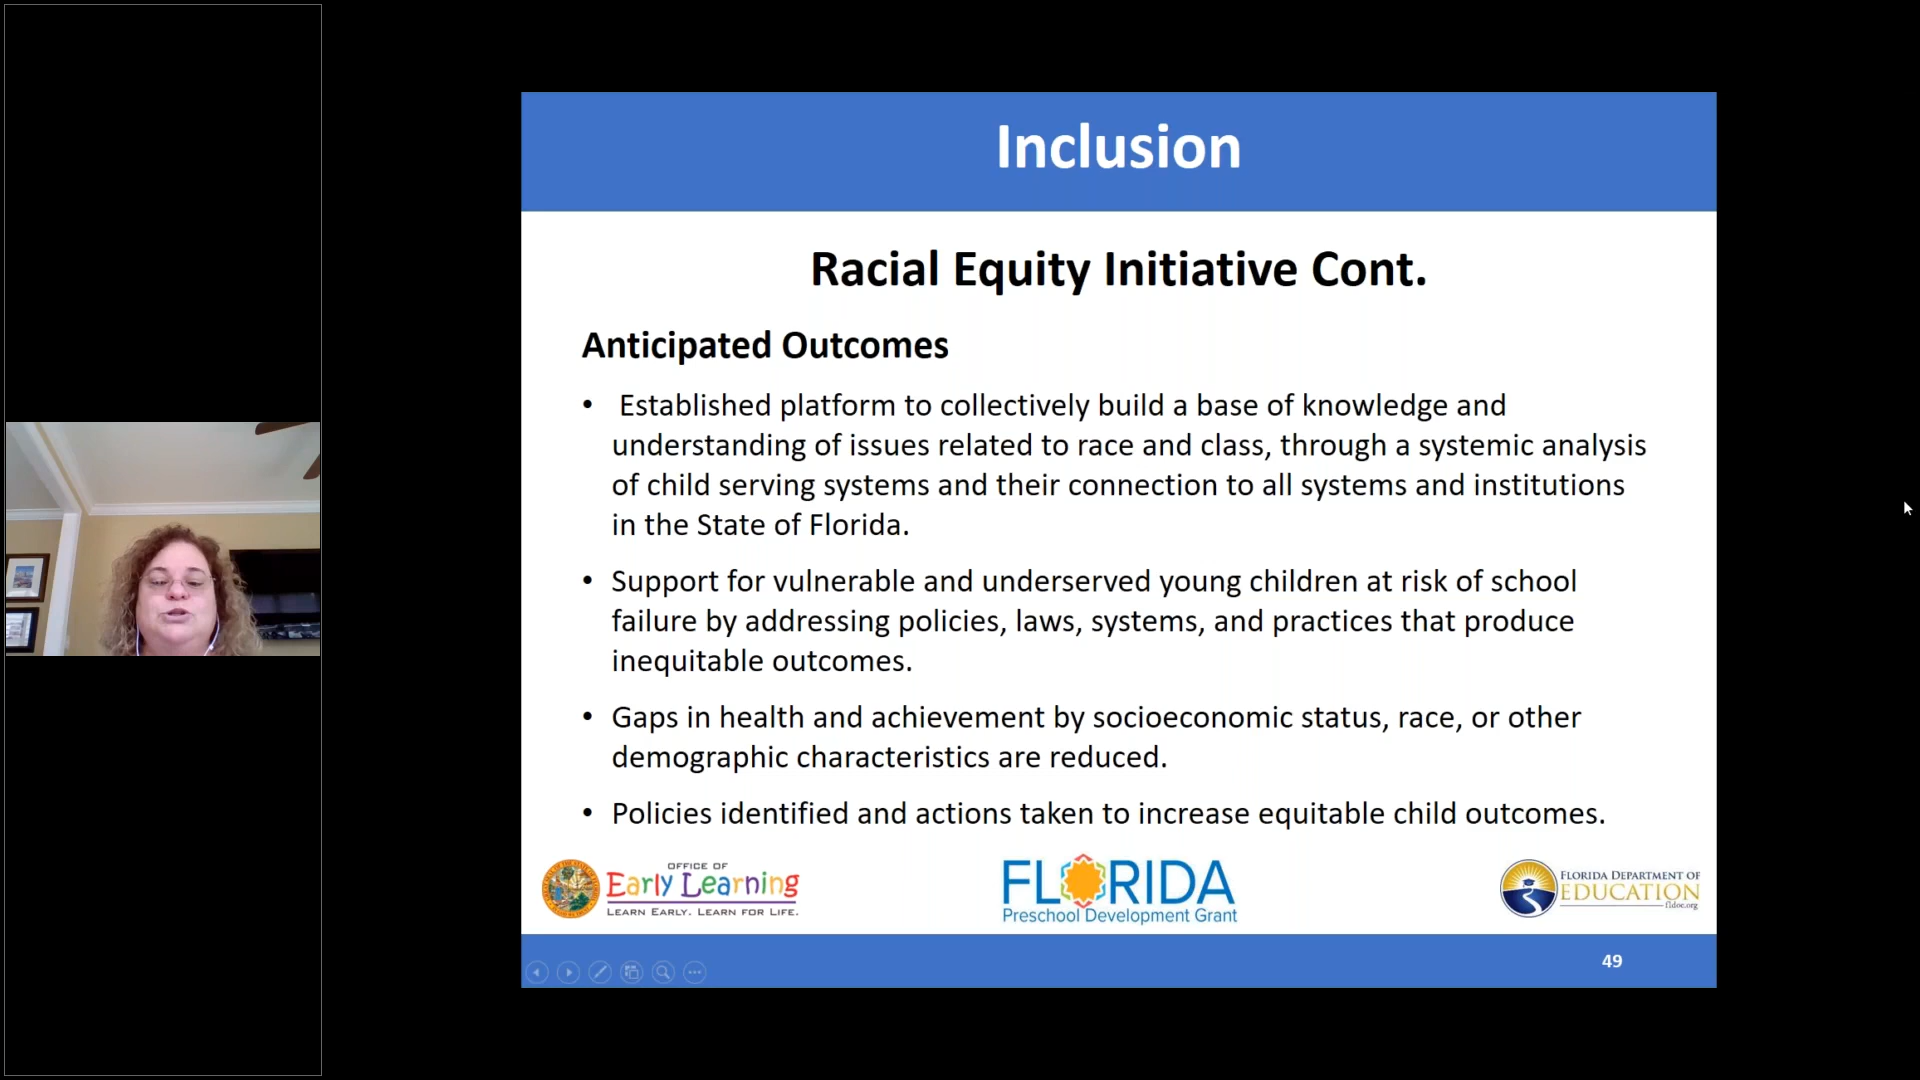 Inclusion
Racial Equity Initiative Cont.
Anticipated Outcomes
• Established platform to collectively build a base of knowledge and
understanding of issues related to race and class, through a systemic analysis
of child serving systems and their connection to all systems and institutions
in the State of Florida.
• Support for vulnerable and underserved young children at risk of school
failure by addressing policies, laws, systems, and practices that produce
inequitable outcomes.
• Gaps in health and achievement by socioeconomic status, race, or other
demographic characteristics are reduced.
• Policies identified and actions taken to increase equitable child outcomes.
OFFICE OF
Early Learning
LEARN EARLY. LEARN FOR LIFE.
FLORIDA
Preschool Development Grant
FLORIDA DEPARTMENT OF
EDUCATION
fldoe.org
49